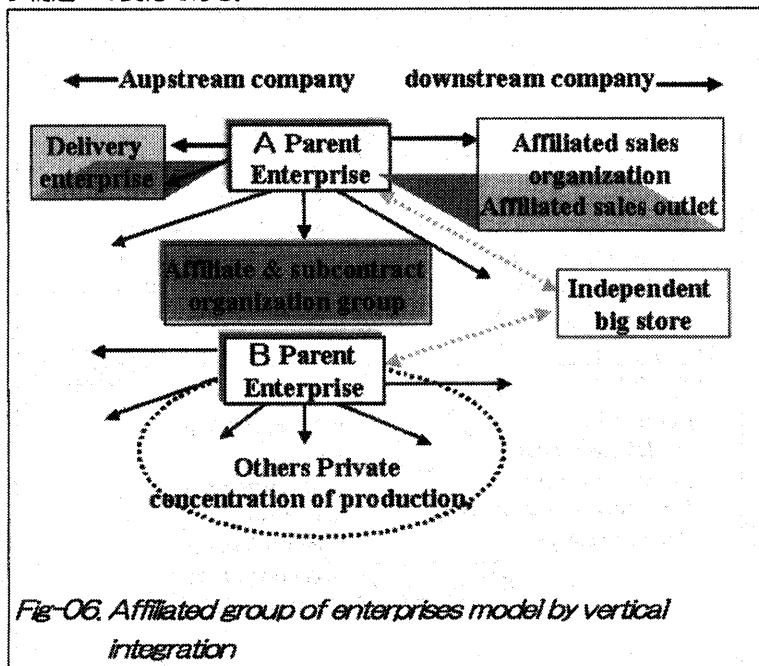 Aupstream company downstream company
Delivery
enterprise
A Parent
Enterprise
Affiliated sales
organization
Affiliated sales outlet
Affiliate & subcontract
organization group
Independent
big store
B Parent
Enterprise
Others Private
concentration of production.
Fig-06. Affiliated group of enterprises model by vertical
integration